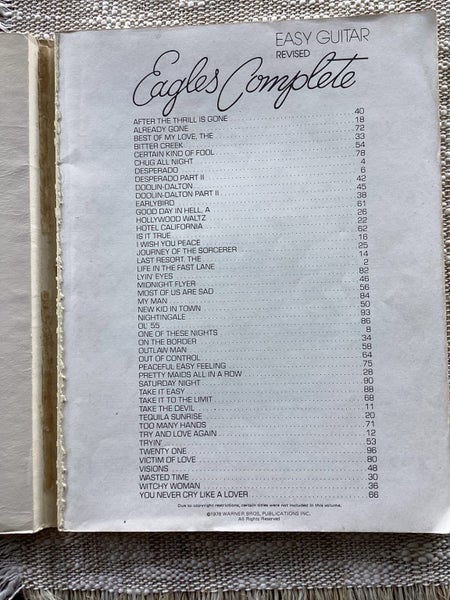 EASY GUITAR
REVISED
Eagles Complete
AFTER THE THRILL IS GONE 40
ALREADY GONE 18
BEST OF MY LOVE, THE 72
BITTER CREEK 33
CERTAIN KIND OF FOOL 54
CHUG ALL NIGHT 78
DESPERADO 4
DESPERADO PART II 6
DOOLIN-DALTON 42
DOOLIN-DALTON PART II 45
EARLYBIRD 38
GOOD DAY IN HELL, A 61
HOLLYWOOD WALTZ 26
HOTEL CALIFORNIA 22
IS IT TRUE 62
I WISH YOU PEACE 16
JOURNEY OF THE SORCERER 25
LAST RESORT, THE 14
LIFE IN THE FAST LANE 2
LYIN' EYES 82
MIDNIGHT FLYER 46
MOST OF US ARE SAD 56
MY MAN 84
NEW KID IN TOWN 50
NIGHTINGALE 93
OL' 55 86
ONE OF THESE NIGHTS 8
ON THE BORDER 34
OUTLAW MAN 58
OUT OF CONTROL 64
PEACEFUL EASY FEELING 75
PRETTY MAIDS ALL IN A ROW 28
SATURDAY NIGHT 90
TAKE IT EASY 88
TAKE IT TO THE LIMIT 68
TAKE THE DEVIL 11
TEQUILA SUNRISE 20
TOO MANY HANDS 71
TRY AND LOVE AGAIN 12
TRYIN' 53
TWENTY ONE 96
VICTIM OF LOVE 80
VISIONS 48
WASTED TIME 30
WITCHY WOMAN 36
YOU NEVER CRY LIKE A LOVER 66
Due to copyright restrictions, certain titles were not included in this volume.
©1978 WARNER BROS. PUBLICATIONS INC.
All Rights Reserved